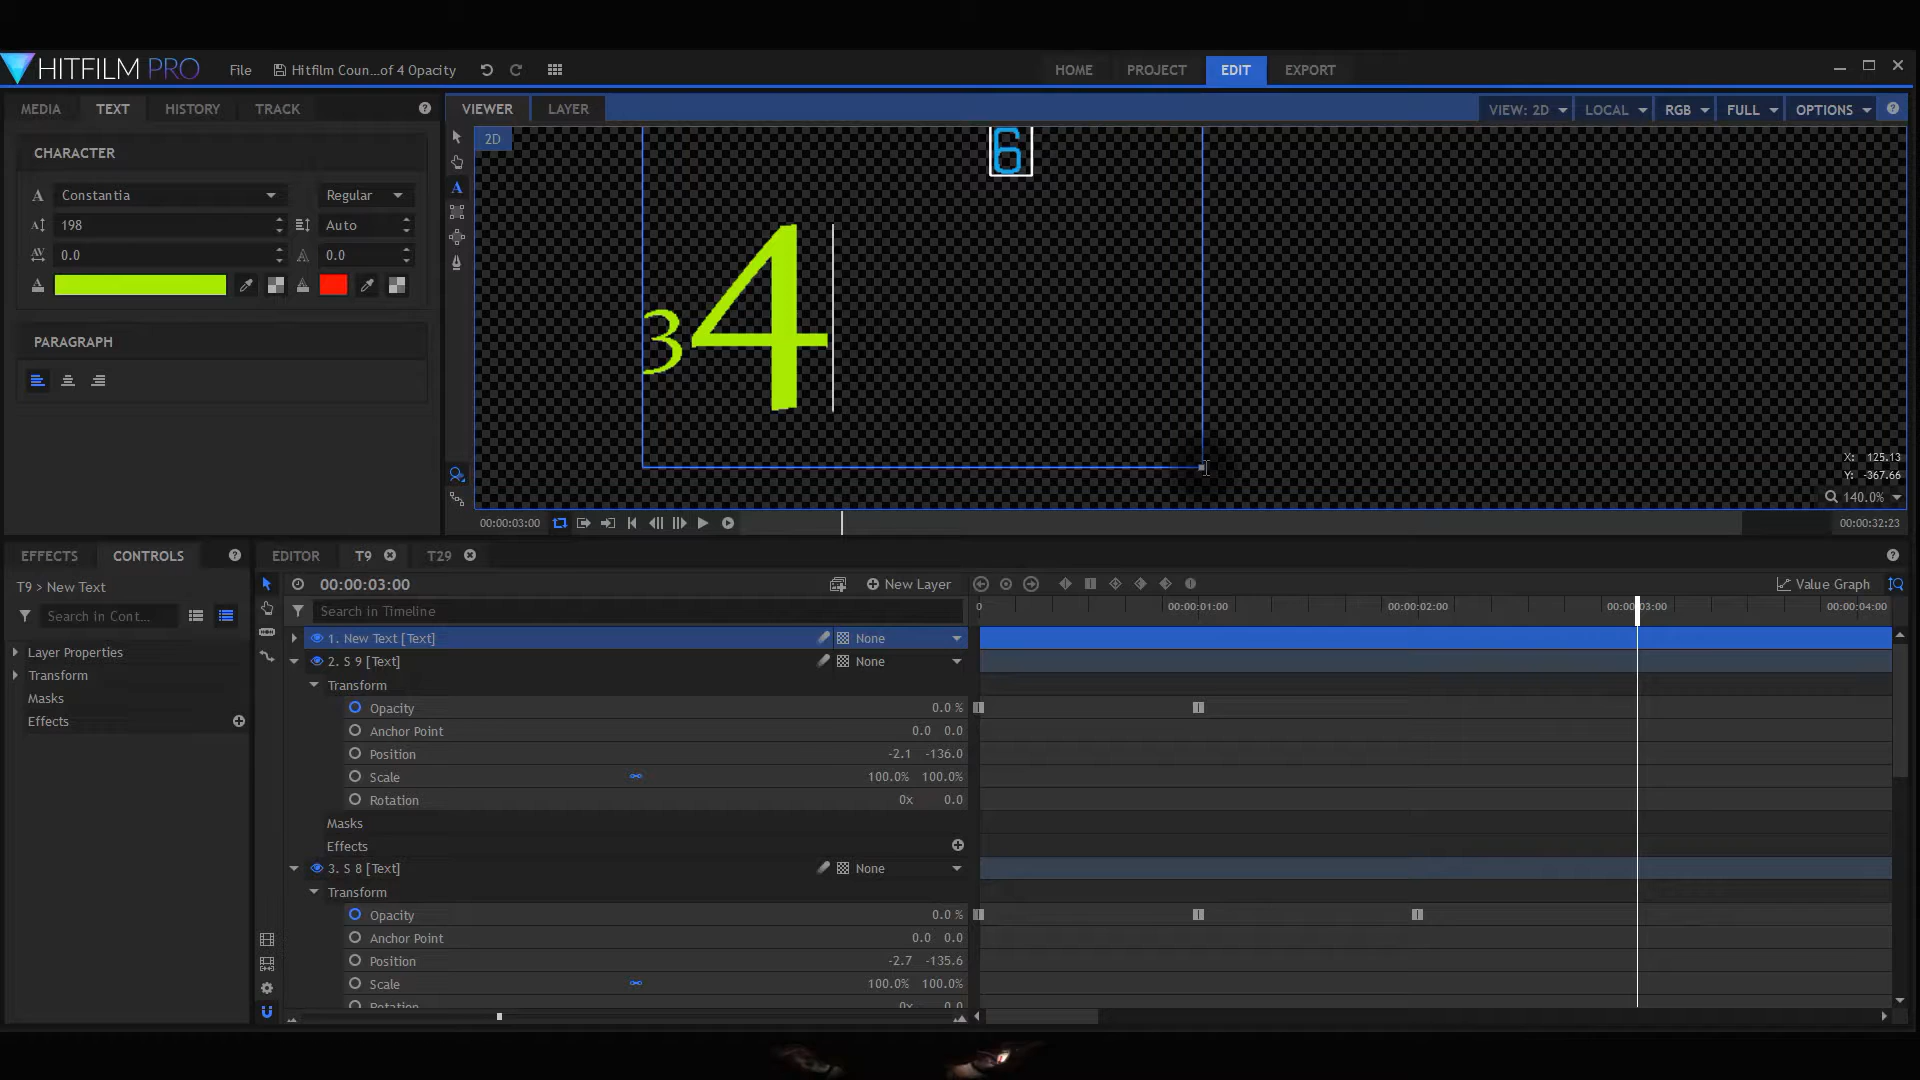 HITFILM PRO File Hitfilm Coun...of 4 Opacity HOME PROJECT EDIT EXPORT
MEDIA TEXT HISTORY TRACK VIEWER LAYER VIEW: 2D LOCAL RGB FULL OPTIONS
2D
6
CHARACTER
Constantia Regular
198 Auto
0.0 0.0
34
PARAGRAPH
X: 125.13
Y: -367.66
140.0%
00:00:03:00 00:00:32:23
EFFECTS CONTROLS EDITOR T9 T29
T9 > New Text 00:00:03:00 New Layer Value Graph
Search in Cont... Search in Timeline 0 00:00:01:00 00:00:02:00 00:00:03:00 00:00:04:00
Layer Properties
Transform
Masks
Effects
1. New Text [Text] None
2. S 9 [Text] None
Transform
Opacity 0.0 %
Anchor Point 0.0 0.0
Position -2.1 -136.0
Scale 100.0% 100.0%
Rotation 0x 0.0
Masks
Effects
3. S 8 [Text] None
Transform
Opacity 0.0 %
Anchor Point 0.0 0.0
Position -2.7 -135.6
Scale 100.0% 100.0%
Rotation 0x 0.0